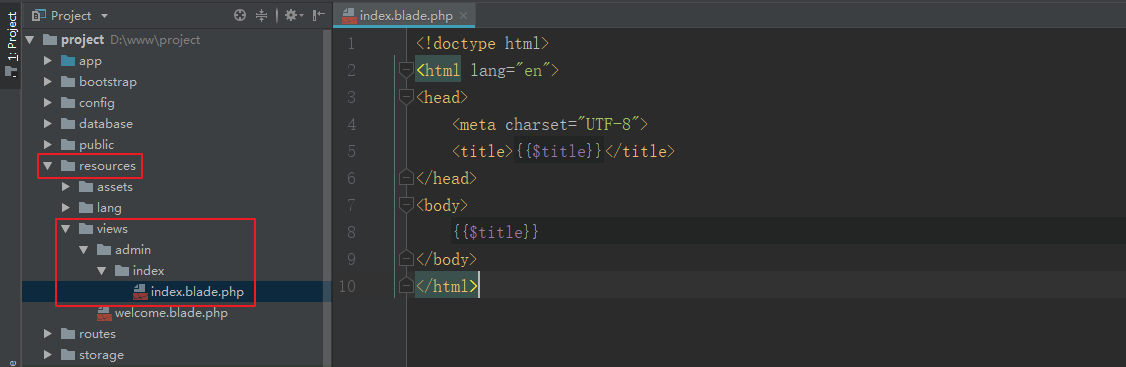 1: Project
Project
project D:\www\project
app
bootstrap
config
database
public
resources
assets
lang
views
admin
index
index.blade.php
welcome.blade.php
routes
storage
index.blade.php
1 <!doctype html>
2 <html lang="en">
3 <head>
4 <meta charset="UTF-8">
5 <title>{{$title}}</title>
6 </head>
7 <body>
8 {{$title}}
9 </body>
10 </html>